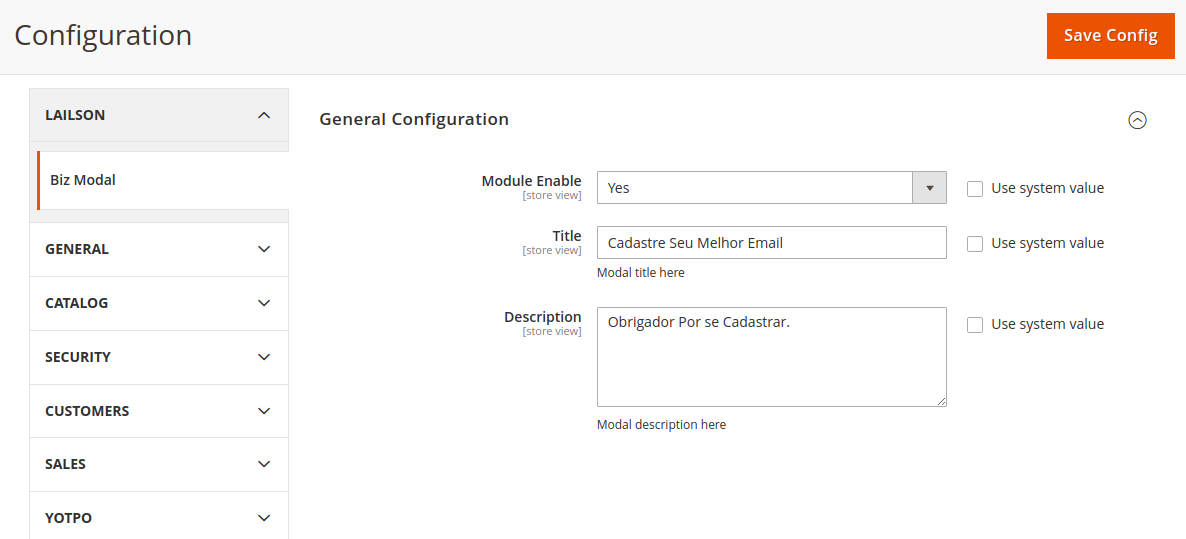 Configuration
Save Config
LAILSON
Biz Modal
GENERAL
CATALOG
SECURITY
CUSTOMERS
SALES
YOTPO
General Configuration
Module Enable
[store view]
Yes
Use system value
Title
[store view]
Cadastre Seu Melhor Email
Use system value
Modal title here
Description
[store view]
Obrigador Por se Cadastrar.
Use system value
Modal description here